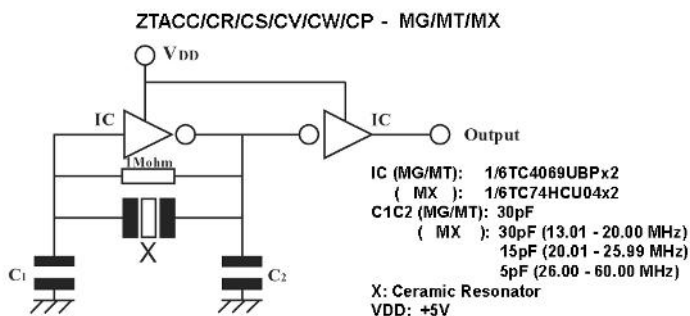 ZTACC/CR/CS/CV/CW/CP - MG/MT/MX
VDD
IC
IC
Output
1Mohm
X
C1
C2
IC (MG/MT): 1/6TC4069UBPx2
( MX ): 1/6TC74HCU04x2
C1C2 (MG/MT): 30pF
( MX ): 30pF (13.01 - 20.00 MHz)
15pF (20.01 - 25.99 MHz)
5pF (26.00 - 60.00 MHz)
X: Ceramic Resonator
VDD: +5V